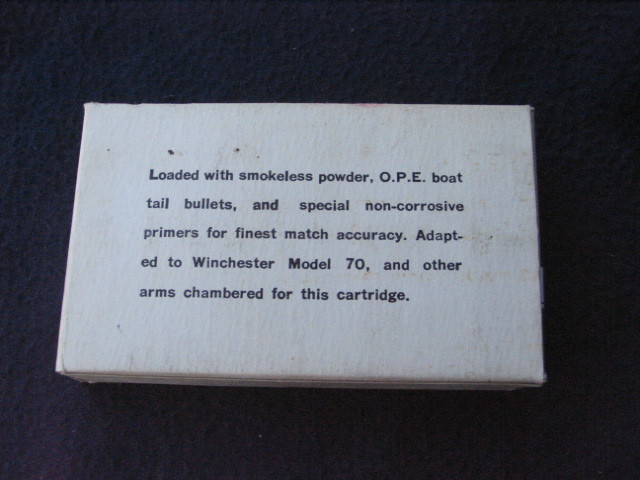 Loaded with smokeless powder, O.P.E. boat
tail bullets, and special non-corrosive
primers for finest match accuracy. Adapt-
ed to Winchester Model 70, and other
arms chambered for this cartridge.